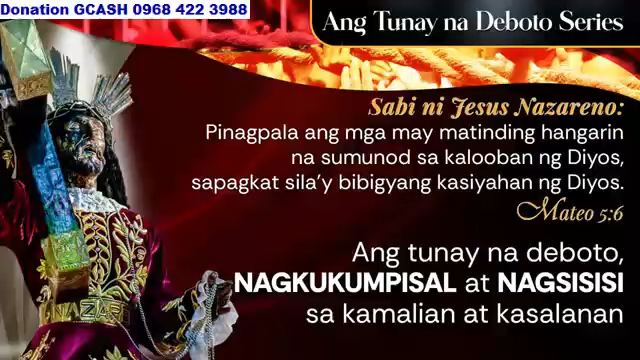 Donation GCASH 0968 422 3988
Ang Tunay na Deboto Series
Sabi ni Jesus Nazareno:
Pinagpala ang mga may matinding hangarin
na sumunod sa kalooban ng Diyos,
sapagkat sila'y bibigyang kasiyahan ng Diyos.
Mateo 5:6
Ang tunay na deboto,
NAGKUKUMPISAL at NAGSISISI
sa kamalian at kasalanan
NAZAR